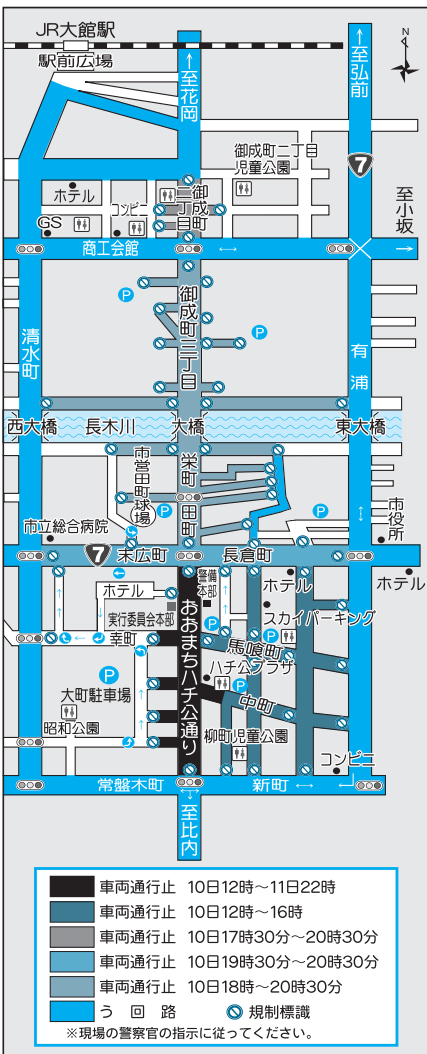 JR大館駅
駅前広場
至花岡
至弘前
N
7
御成町二丁目
児童公園
至小坂
ホテル
コンビニ
御成町
二丁目
GS
商工会館
P
御成町三丁目
P
清水町
有浦
西大橋
長木川
大橋
東大橋
市営田町球場
栄町
田町
P
P
市役所
市立総合病院
7
末広町
長倉町
ホテル
警備
本部
ホテル
ホテル
実行委員会本部
スカイパーキング
幸町
おおまちハチ公通り
P
P
馬喰町
P
ハチ公プラザ
P
大町駐車場
中町
昭和公園
柳町児童公園
コンビニ
常盤木町
新町
至比内
車両通行止 10日12時～11日22時
車両通行止 10日12時～16時
車両通行止 10日17時30分～20時30分
車両通行止 10日19時30分～20時30分
車両通行止 10日18時～20時30分
う回路
規制標識
※現場の警察官の指示に従ってください。